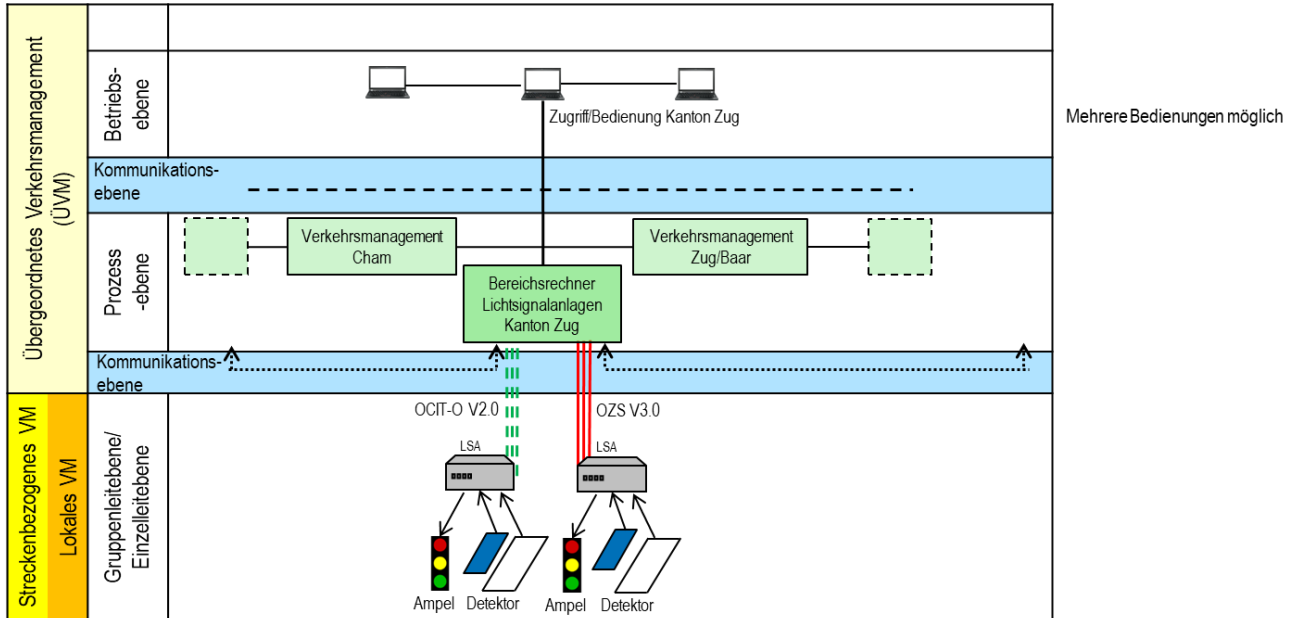 Übergeordnetes Verkehrsmanagement
(ÜVM)
Betriebs-
ebene
Zugriff/Bedienung Kanton Zug
Mehrere Bedienungen möglich
Kommunikations-
ebene
Prozess
-ebene
Verkehrsmanagement
Cham
Verkehrsmanagement
Zug/Baar
Bereichsrechner
Lichtsignalanlagen
Kanton Zug
Kommunikations-
ebene
Streckenbezogenes VM
Lokales VM
Gruppenleitebene/
Einzelleitebene
OCIT-O V2.0
OZS V3.0
LSA
LSA
Ampel
Detektor
Ampel
Detektor